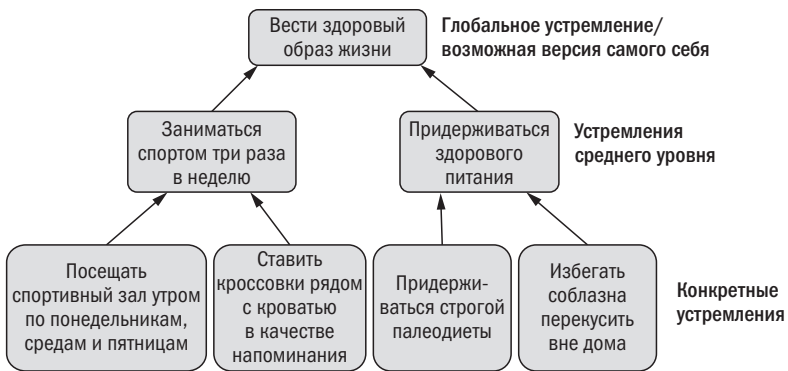 Вести здоровый
образ жизни
Глобальное устремление/
возможная версия самого себя
Заниматься
спортом три раза
в неделю
Придерживаться
здорового
питания
Устремления
среднего уровня
Посещать
спортивный зал утром
по понедельникам,
средам и пятницам
Ставить
кроссовки рядом
с кроватью
в качестве
напоминания
Придержи-
ваться строгой
палеодиеты
Избегать
соблазна
перекусить
вне дома
Конкретные
устремления